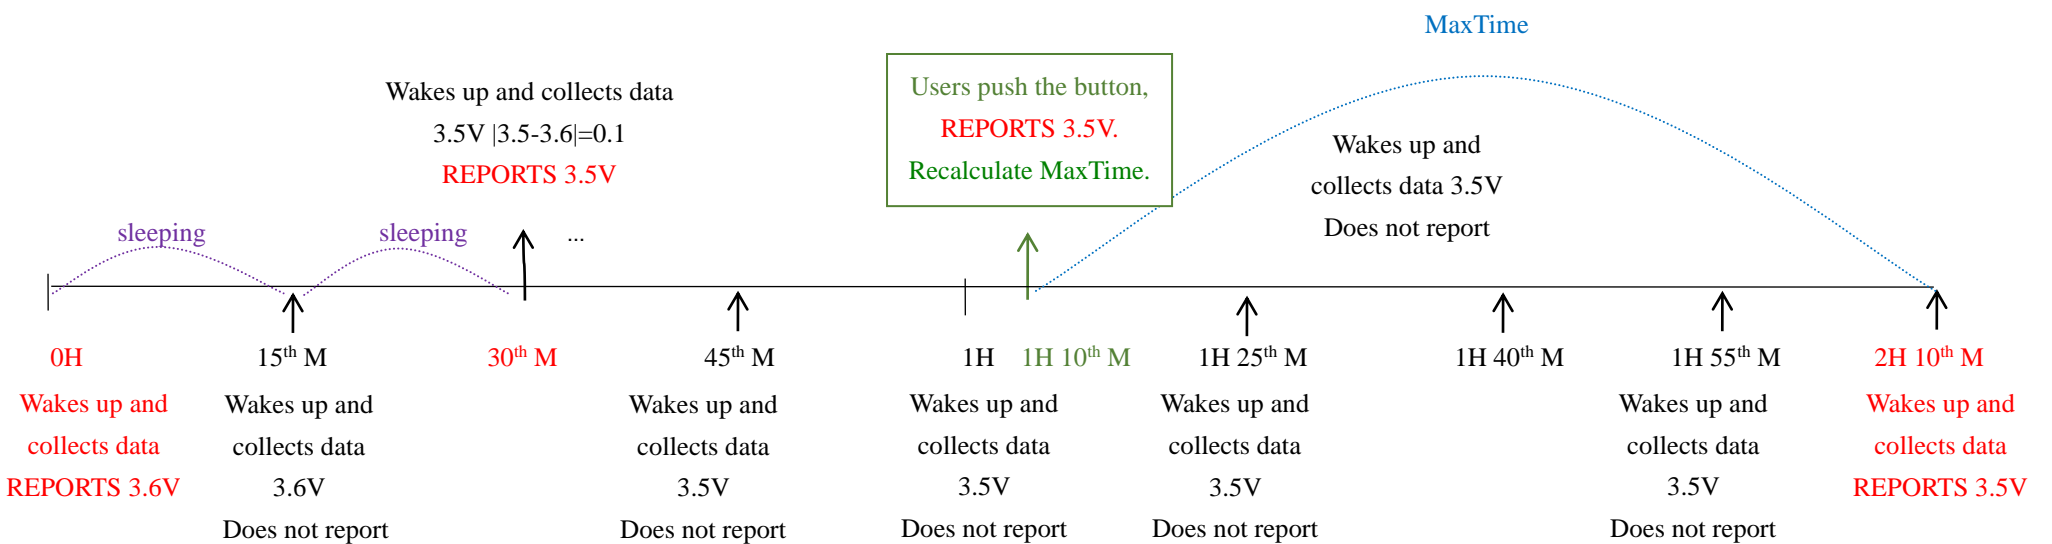 MaxTime
Wakes up and collects data
3.5V |3.5-3.6|=0.1
REPORTS 3.5V
Users push the button,
REPORTS 3.5V.
Recalculate MaxTime.
Wakes up and
collects data 3.5V
Does not report
sleeping
sleeping
...
0H
Wakes up and
collects data
REPORTS 3.6V
15th M
Wakes up and
collects data
3.6V
Does not report
30th M
45th M
Wakes up and
collects data
3.5V
Does not report
1H
Wakes up and
collects data
3.5V
Does not report
1H 10th M
1H 25th M
Wakes up and
collects data
3.5V
Does not report
1H 40th M
1H 55th M
Wakes up and
collects data
3.5V
Does not report
2H 10th M
Wakes up and
collects data
REPORTS 3.5V